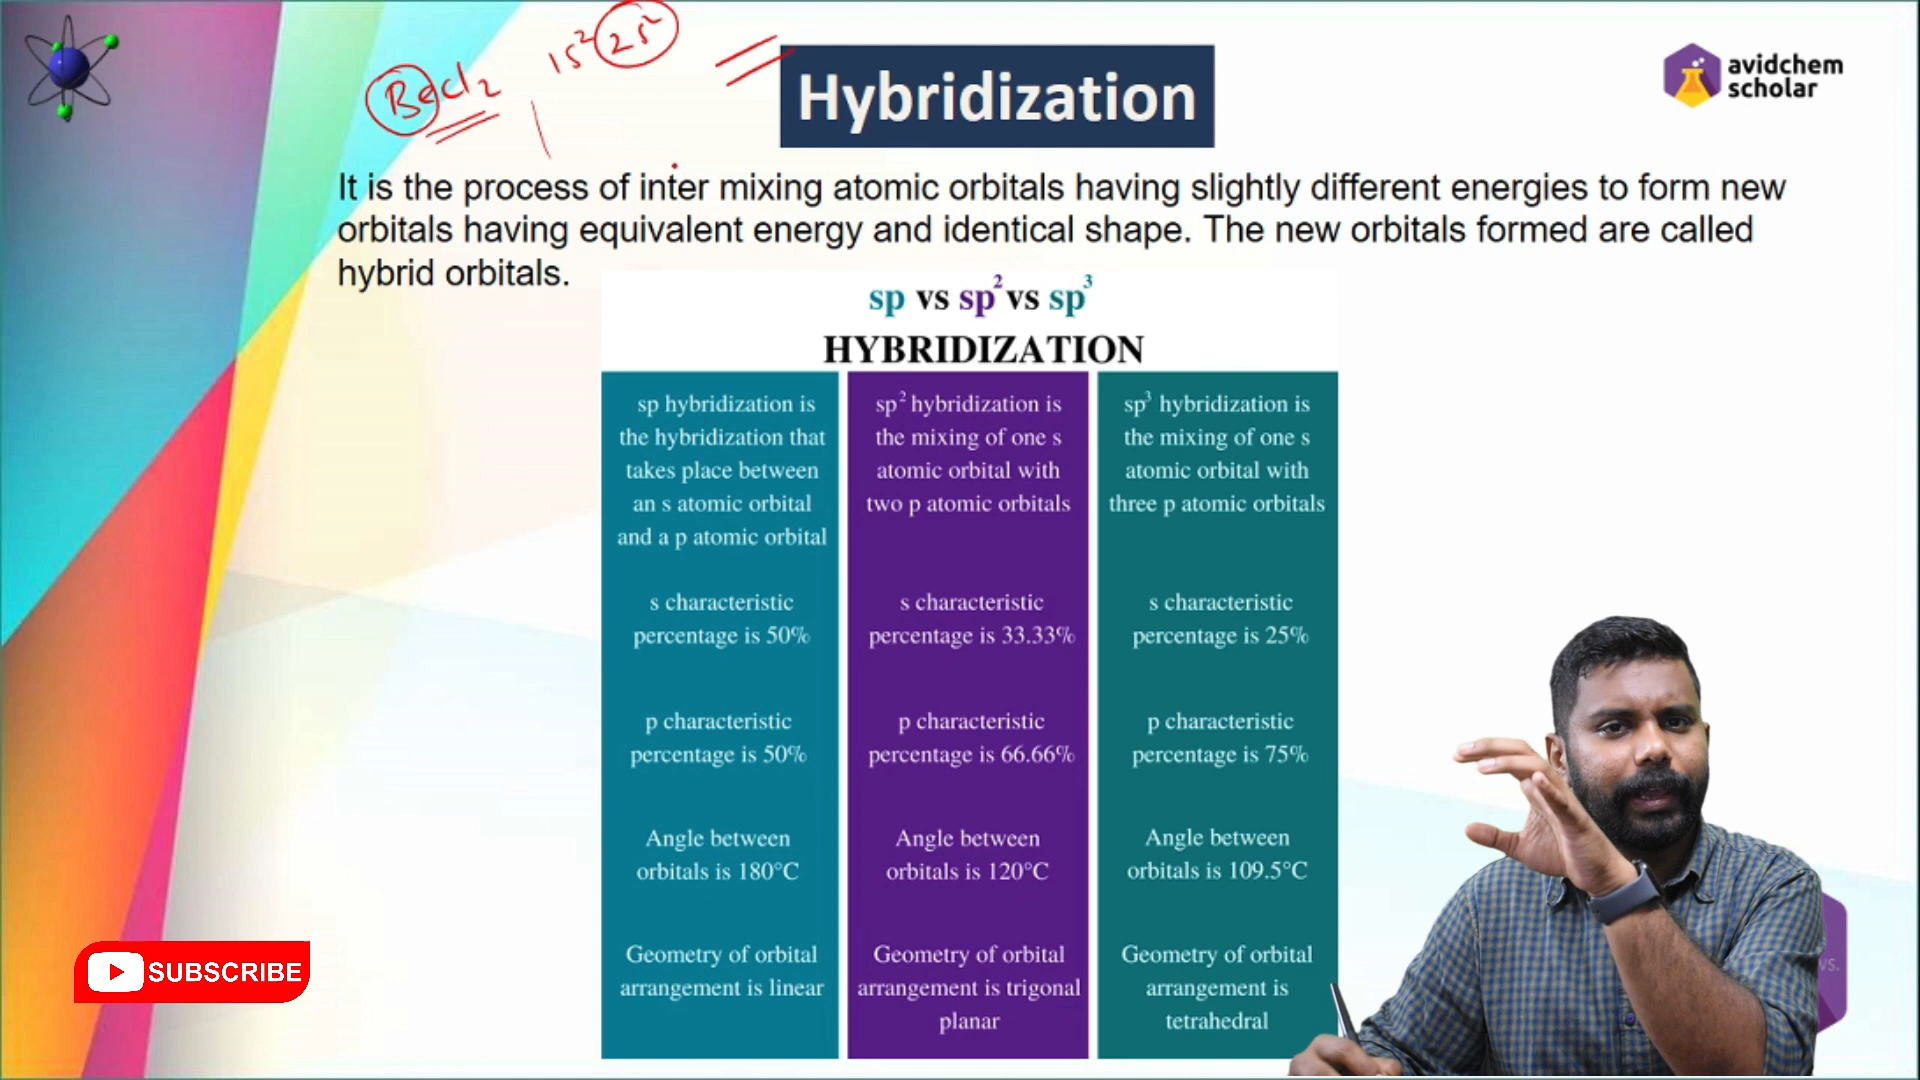 BeCl₂
1s² 2s²
Hybridization
avidchem
scholar
It is the process of inter mixing atomic orbitals having slightly different energies to form new
orbitals having equivalent energy and identical shape. The new orbitals formed are called
hybrid orbitals.
sp vs sp² vs sp³
HYBRIDIZATION
sp hybridization is
the hybridization that
takes place between
an s atomic orbital
and a p atomic orbital
s characteristic
percentage is 50%
p characteristic
percentage is 50%
Angle between
orbitals is 180°C
Geometry of orbital
arrangement is linear
sp² hybridization is
the mixing of one s
atomic orbital with
two p atomic orbitals
s characteristic
percentage is 33.33%
p characteristic
percentage is 66.66%
Angle between
orbitals is 120°C
Geometry of orbital
arrangement is trigonal
planar
sp³ hybridization is
the mixing of one s
atomic orbital with
three p atomic orbitals
s characteristic
percentage is 25%
p characteristic
percentage is 75%
Angle between
orbitals is 109.5°C
Geometry of orbital
arrangement is
tetrahedral
SUBSCRIBE